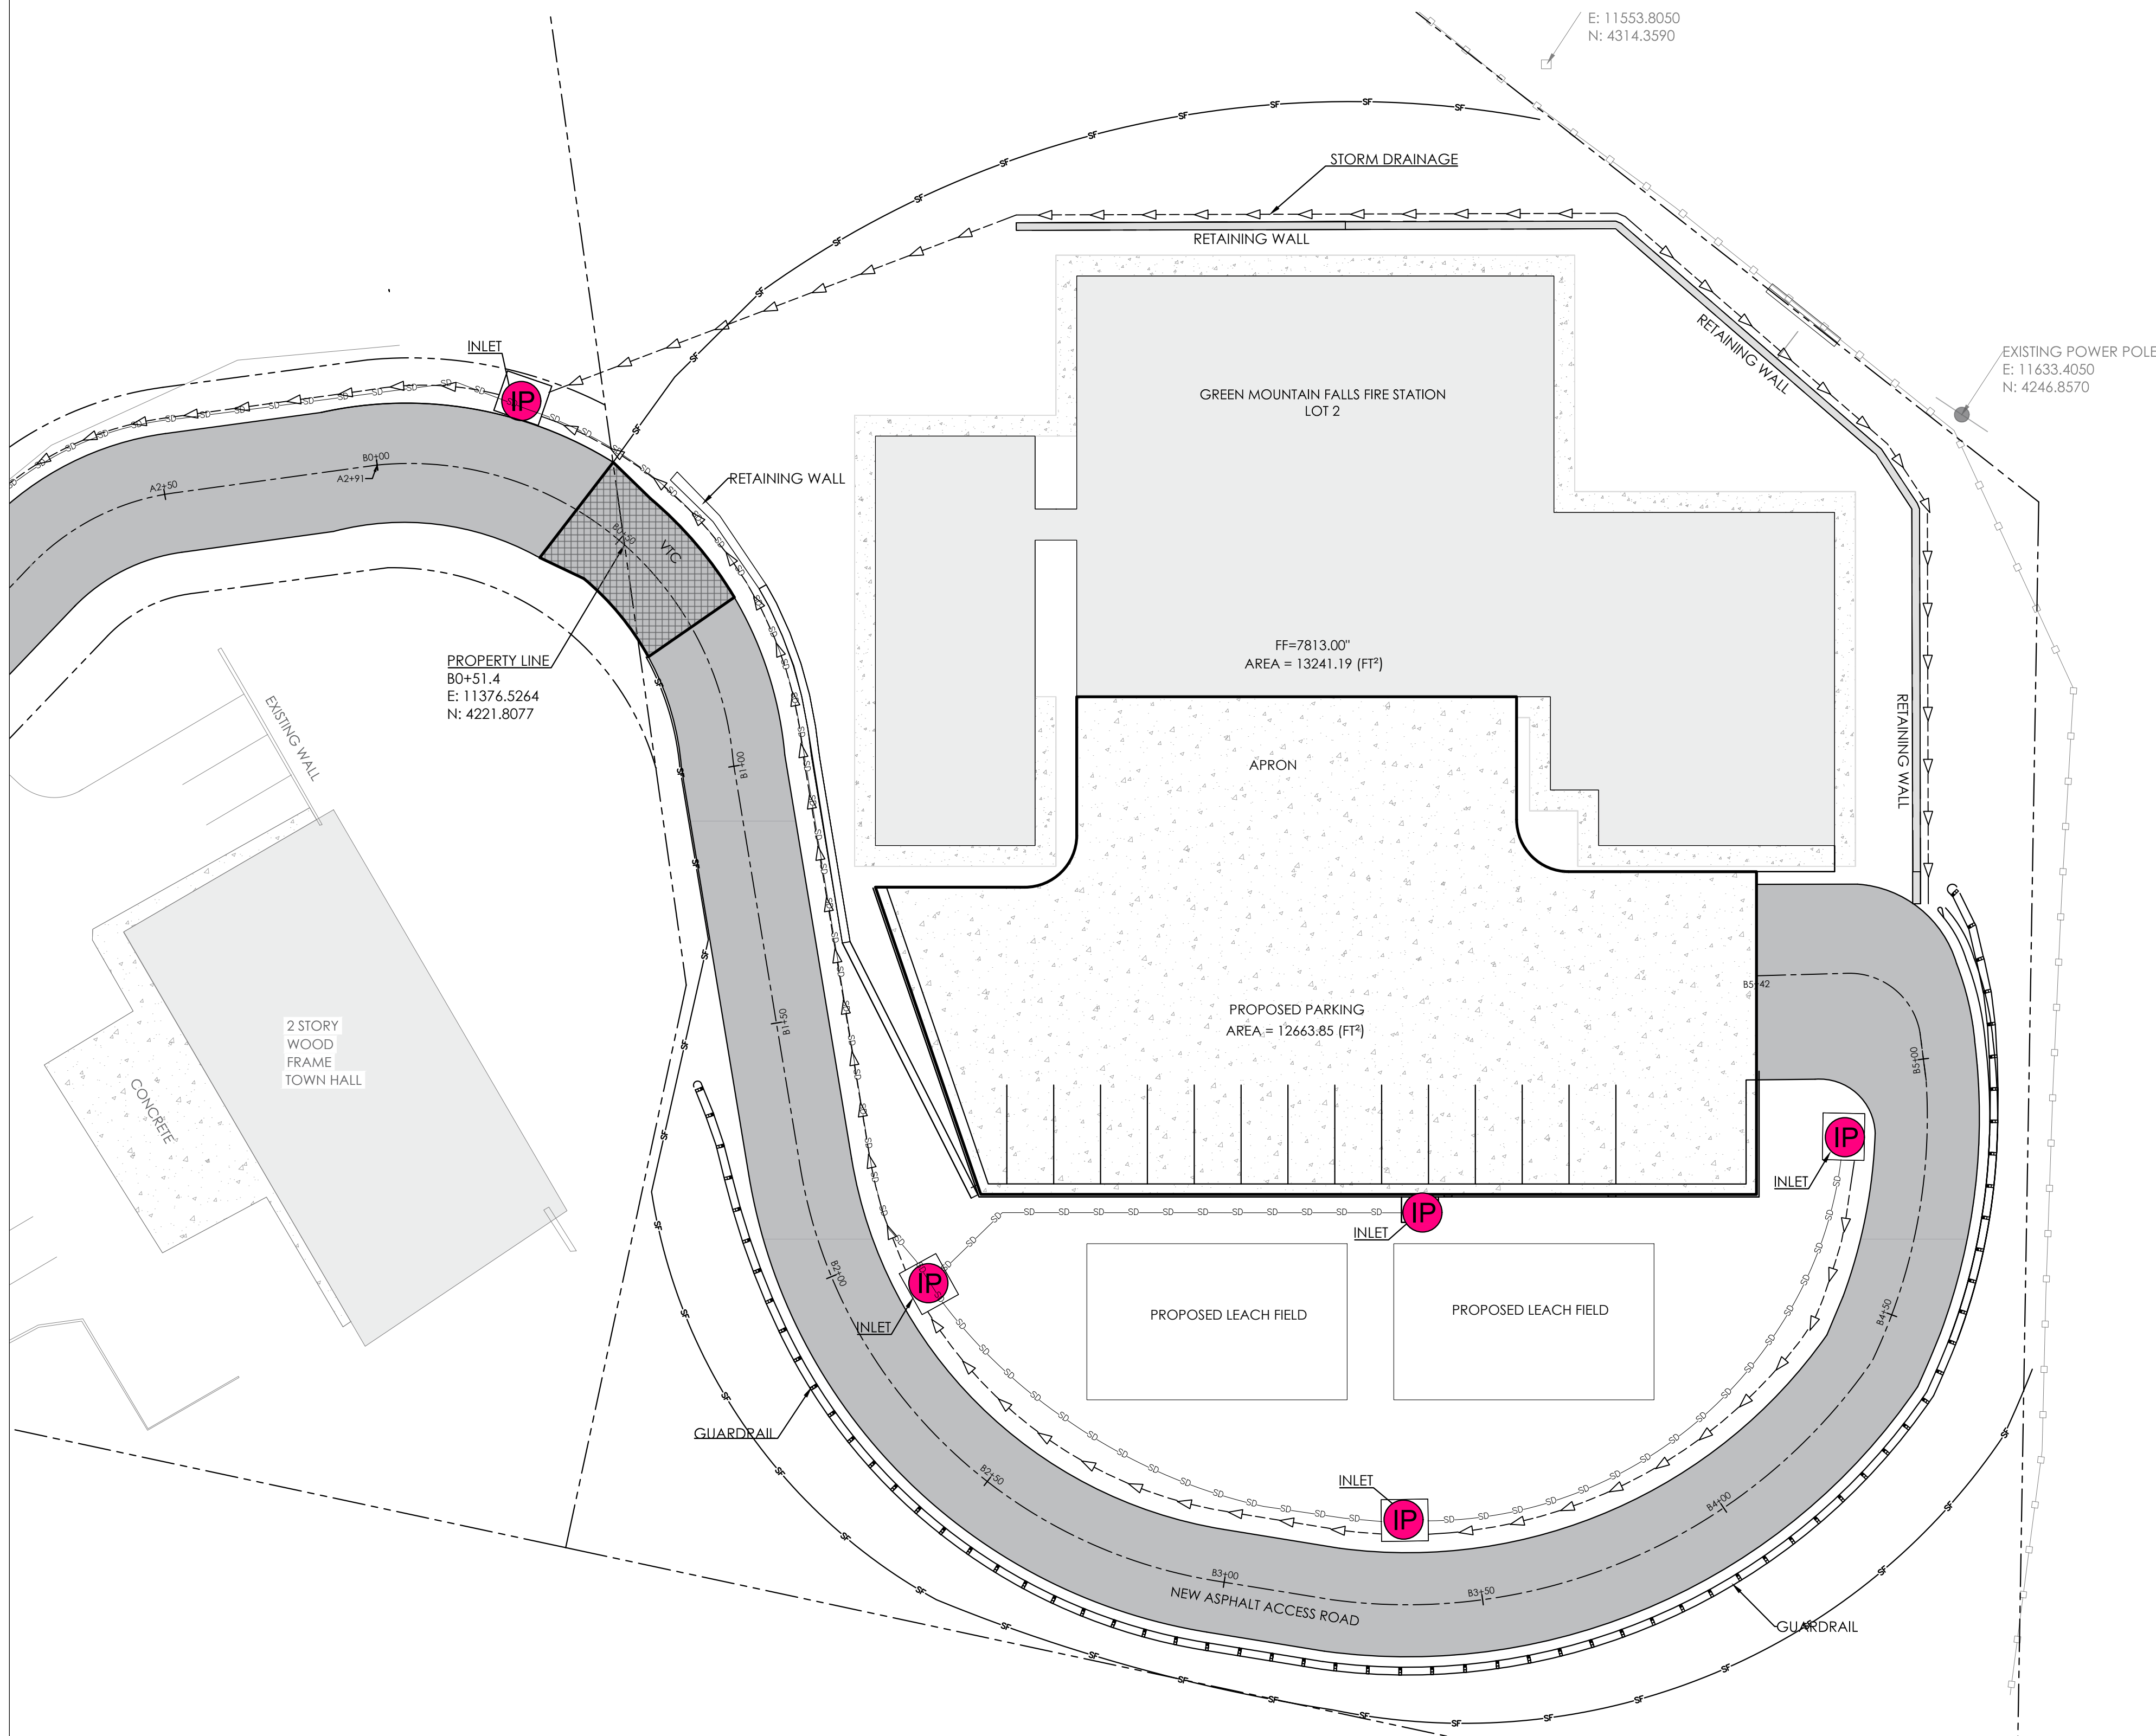 E: 11553.8050
N: 4314.3590
STORM DRAINAGE
RETAINING WALL
RETAINING WALL
EXISTING POWER POLE
E: 11633.4050
N: 4246.8570
INLET
IP
GREEN MOUNTAIN FALLS FIRE STATION
LOT 2
B0+00
A2+91
A2+50
RETAINING WALL
B0+50
VTC
PROPERTY LINE
B0+51.4
E: 11376.5264
N: 4221.8077
FF=7813.00"
AREA = 13241.19 (FT²)
EXISTING WALL
RETAINING WALL
B1+00
APRON
B5+42
PROPOSED PARKING
AREA = 12663.85 (FT²)
B1+50
B5+00
2 STORY
WOOD
FRAME
TOWN HALL
CONCRETE
IP
INLET
IP
INLET
B2+00
IP
INLET
PROPOSED LEACH FIELD
PROPOSED LEACH FIELD
B4+50
GUARDRAIL
B2+50
INLET
IP
B4+00
B3+00
B3+50
NEW ASPHALT ACCESS ROAD
GUARDRAIL
SF
SD